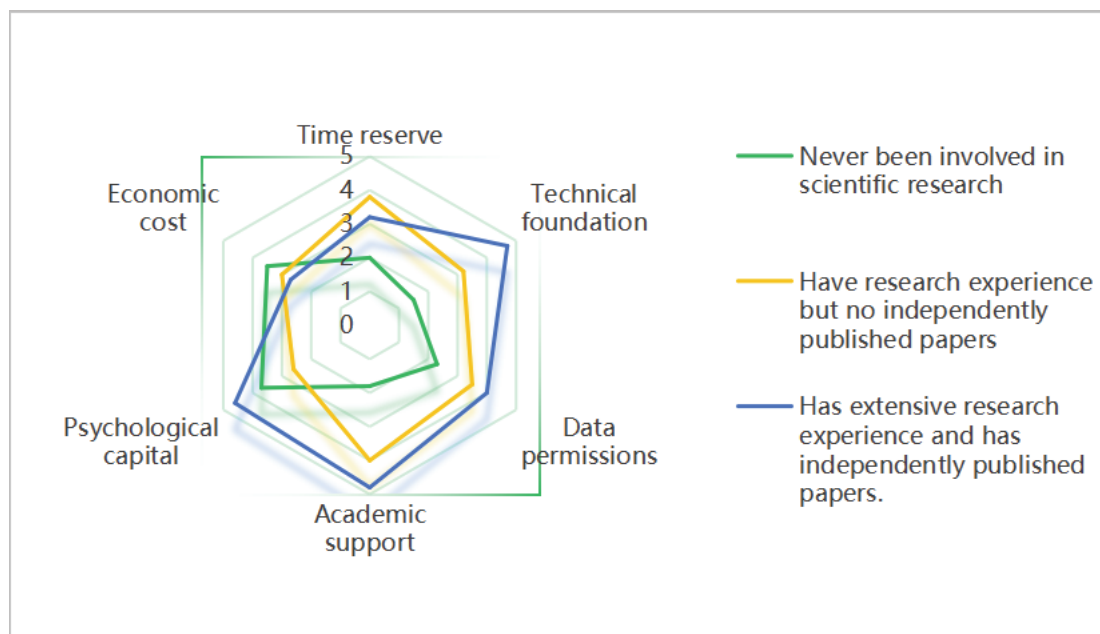 Time reserve
5
4
3
2
1
0
Technical
foundation
Data
permissions
Academic
support
Psychological
capital
Economic
cost
Never been involved in
scientific research
Have research experience
but no independently
published papers
Has extensive research
experience and has
independently published
papers.